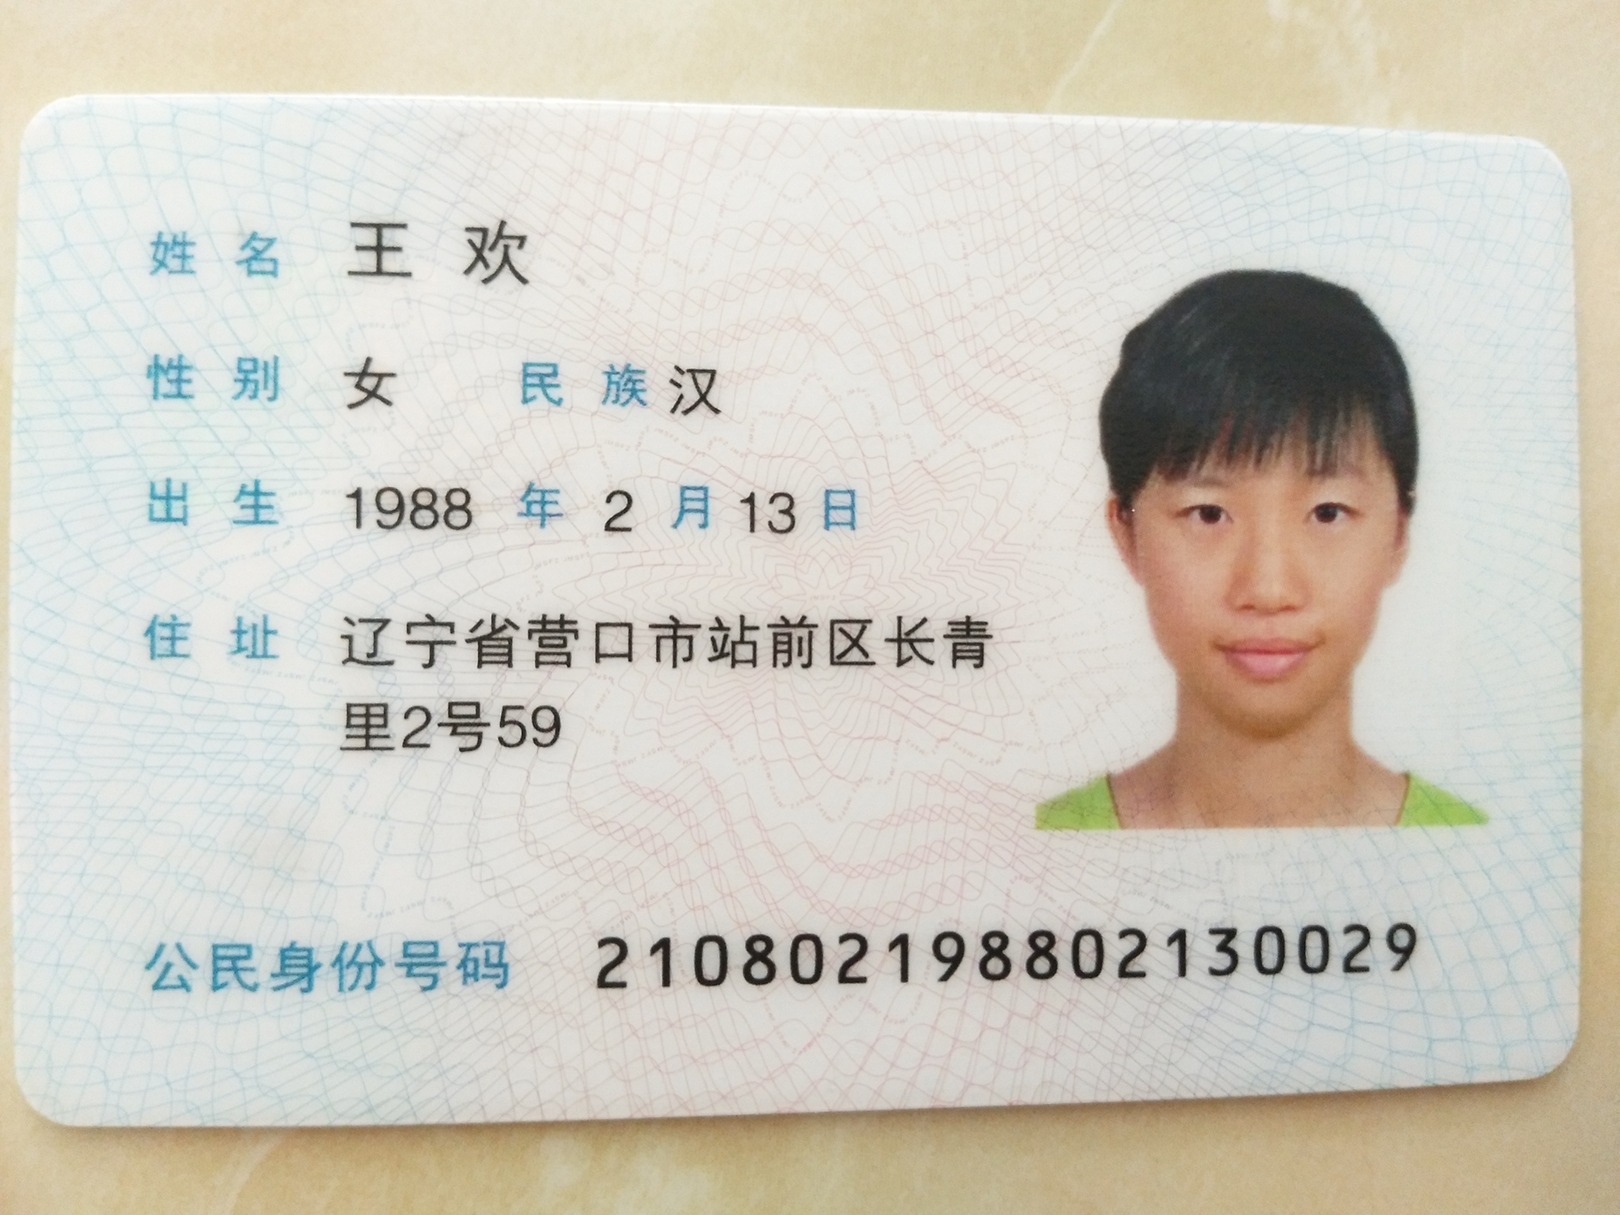 姓名 王欢
性别 女 民族 汉
出生 1988 年 2 月 13 日
住址 辽宁省营口市站前区长青
里2号59
公民身份号码 210802198802130029